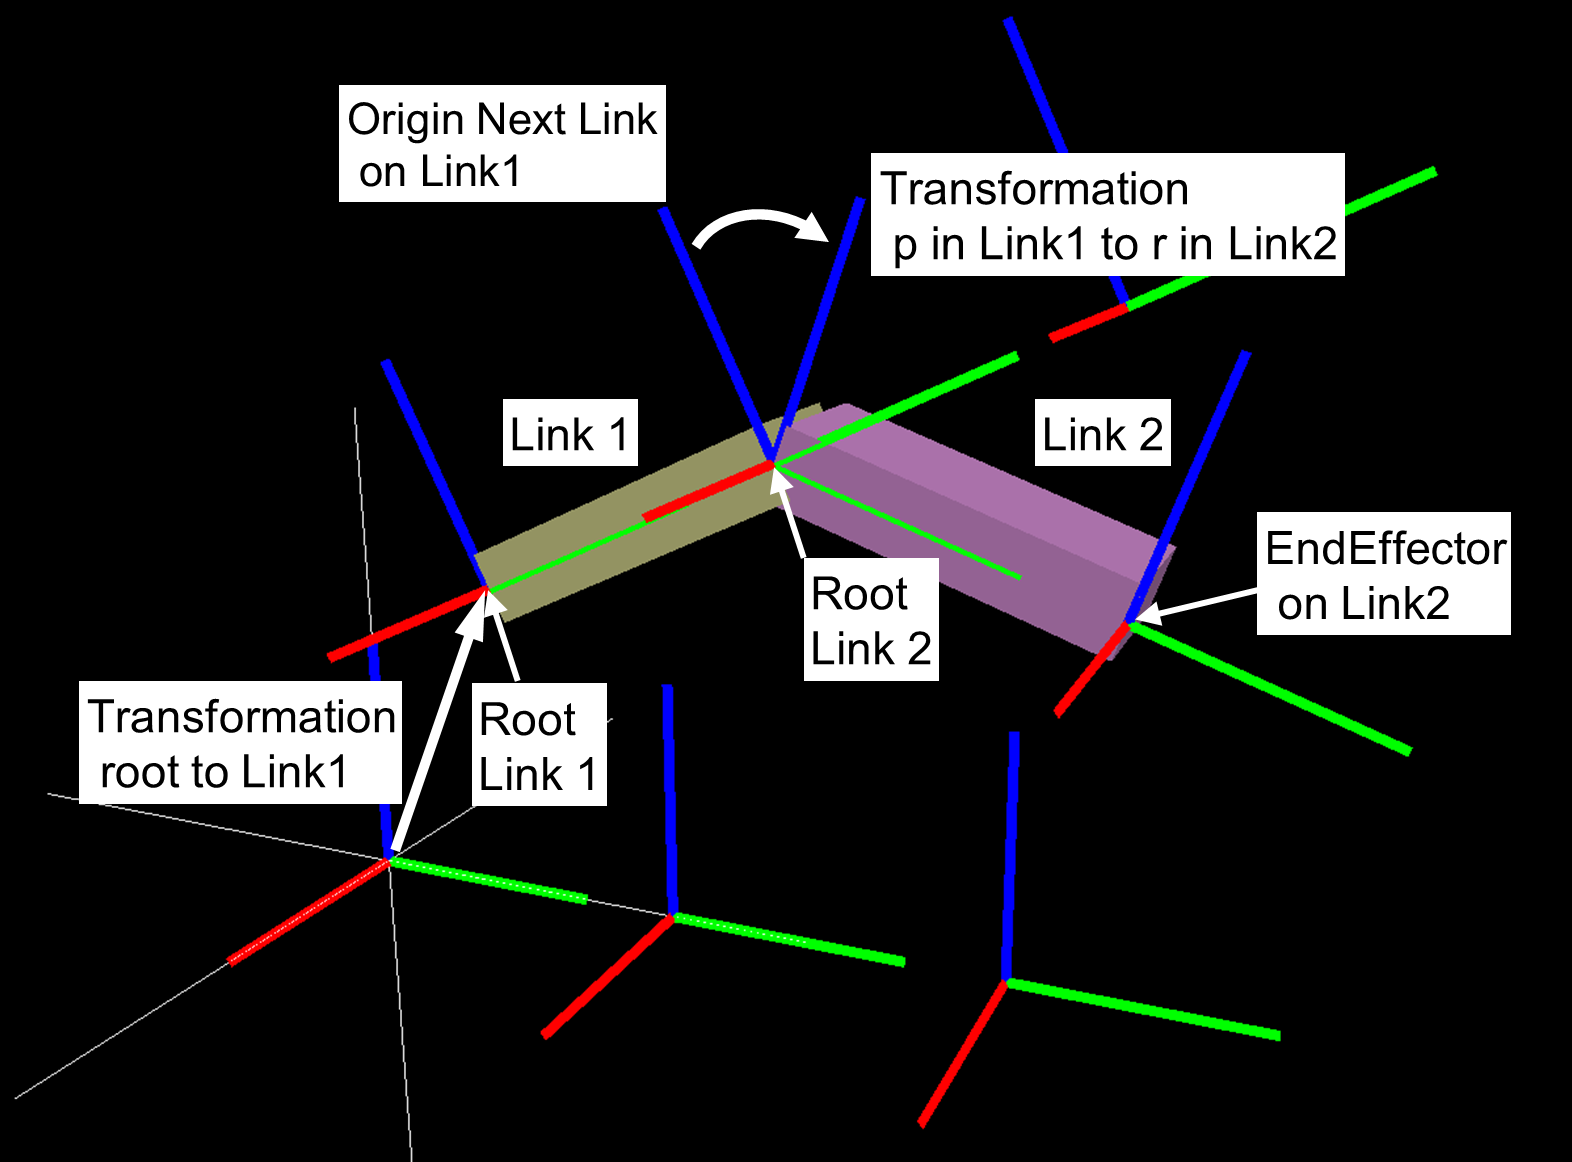 Origin Next Link
on Link1
Transformation
p in Link1 to r in Link2
Link 1
Link 2
EndEffector
on Link2
Root
Link 2
Transformation
root to Link1
Root
Link 1